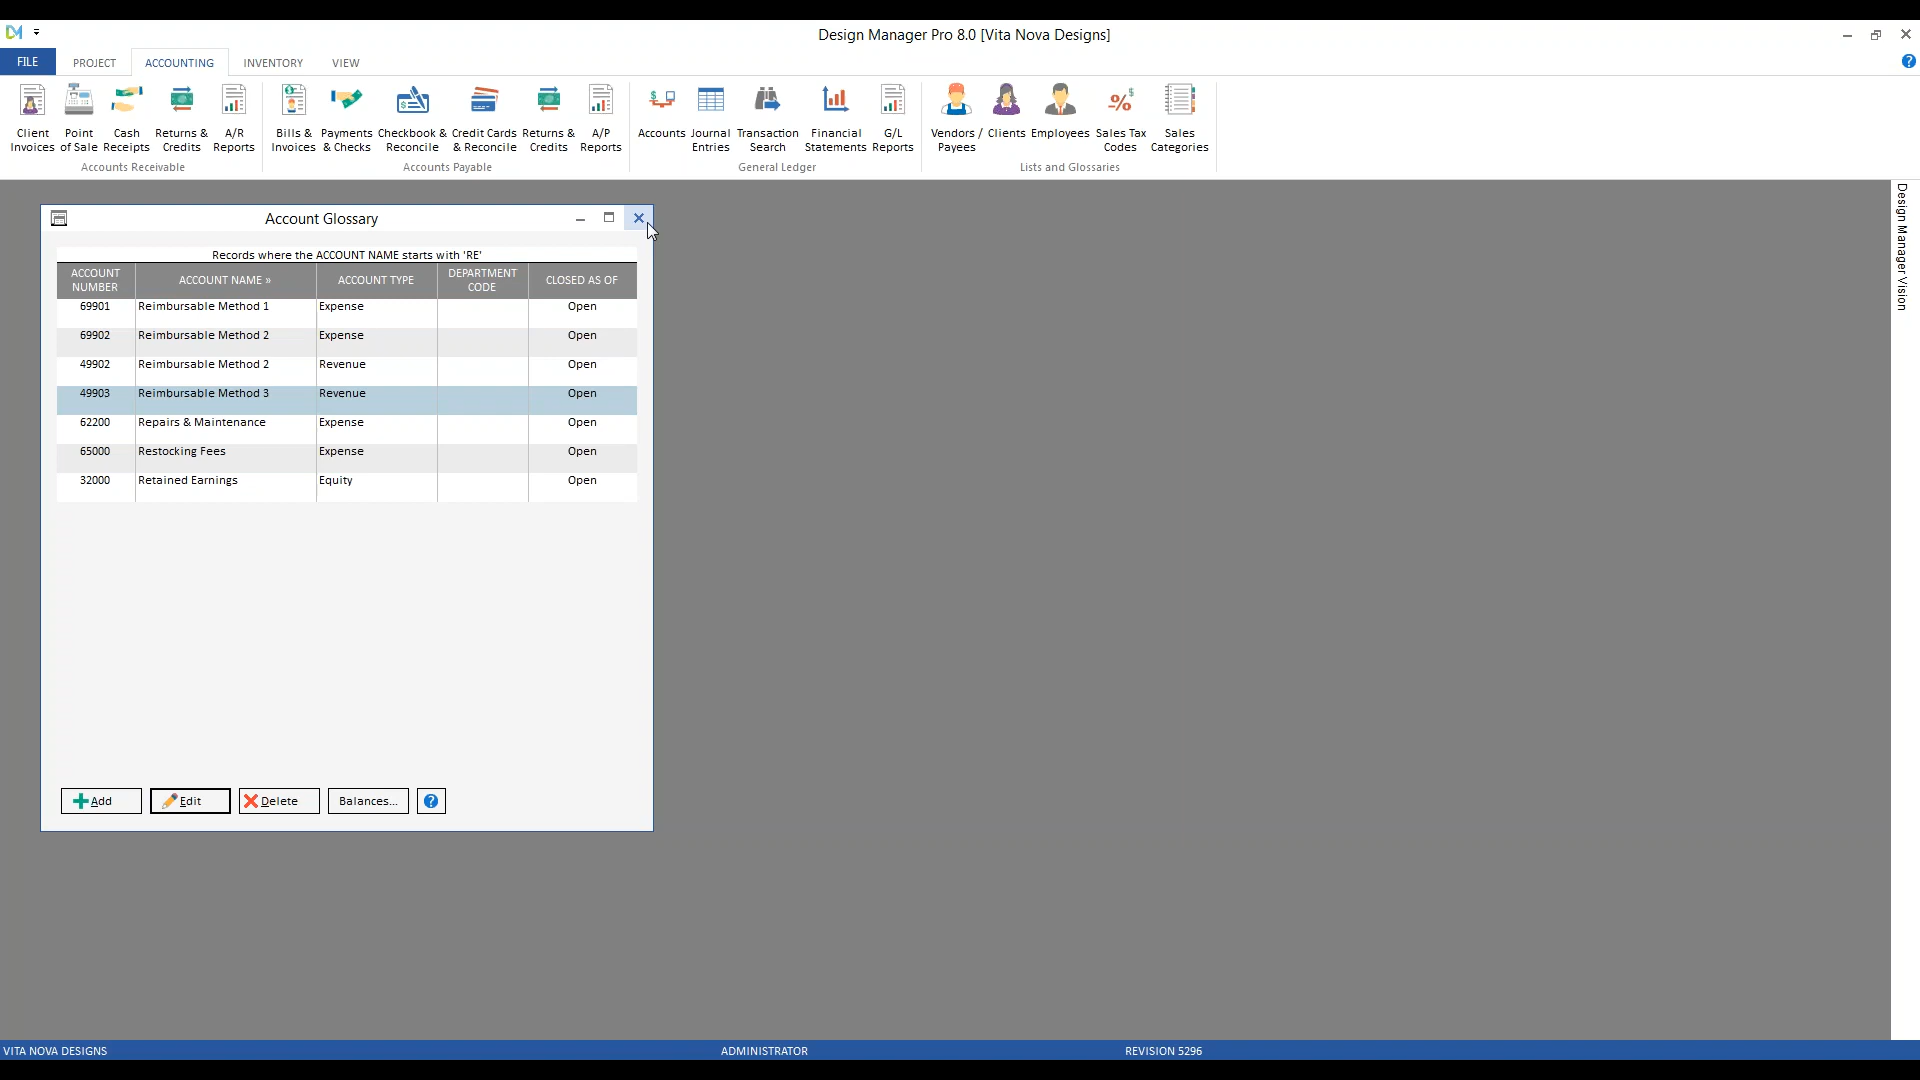 Design Manager Pro 8.0 [Vita Nova Designs]
FILE PROJECT ACCOUNTING INVENTORY VIEW
Client Invoices
Point of Sale
Cash Receipts
Returns & Credits
A/R Reports
Accounts Receivable
Bills & Invoices
Payments & Checks
Checkbook & Reconcile
Credit Cards & Reconcile
Returns & Credits
A/P Reports
Accounts Payable
Accounts
Journal Entries
Transaction Search
Financial Statements
G/L Reports
General Ledger
Vendors / Payees
Clients
Employees
Sales Tax Codes
Sales Categories
Lists and Glossaries
Design Manager Vision
Account Glossary
Records where the ACCOUNT NAME starts with 'RE'
ACCOUNT NUMBER ACCOUNT NAME » ACCOUNT TYPE DEPARTMENT CODE CLOSED AS OF
69901 Reimbursable Method 1 Expense Open
69902 Reimbursable Method 2 Expense Open
49902 Reimbursable Method 2 Revenue Open
49903 Reimbursable Method 3 Revenue Open
62200 Repairs & Maintenance Expense Open
65000 Restocking Fees Expense Open
32000 Retained Earnings Equity Open
Add Edit Delete Balances... ?
VITA NOVA DESIGNS ADMINISTRATOR REVISION 5296